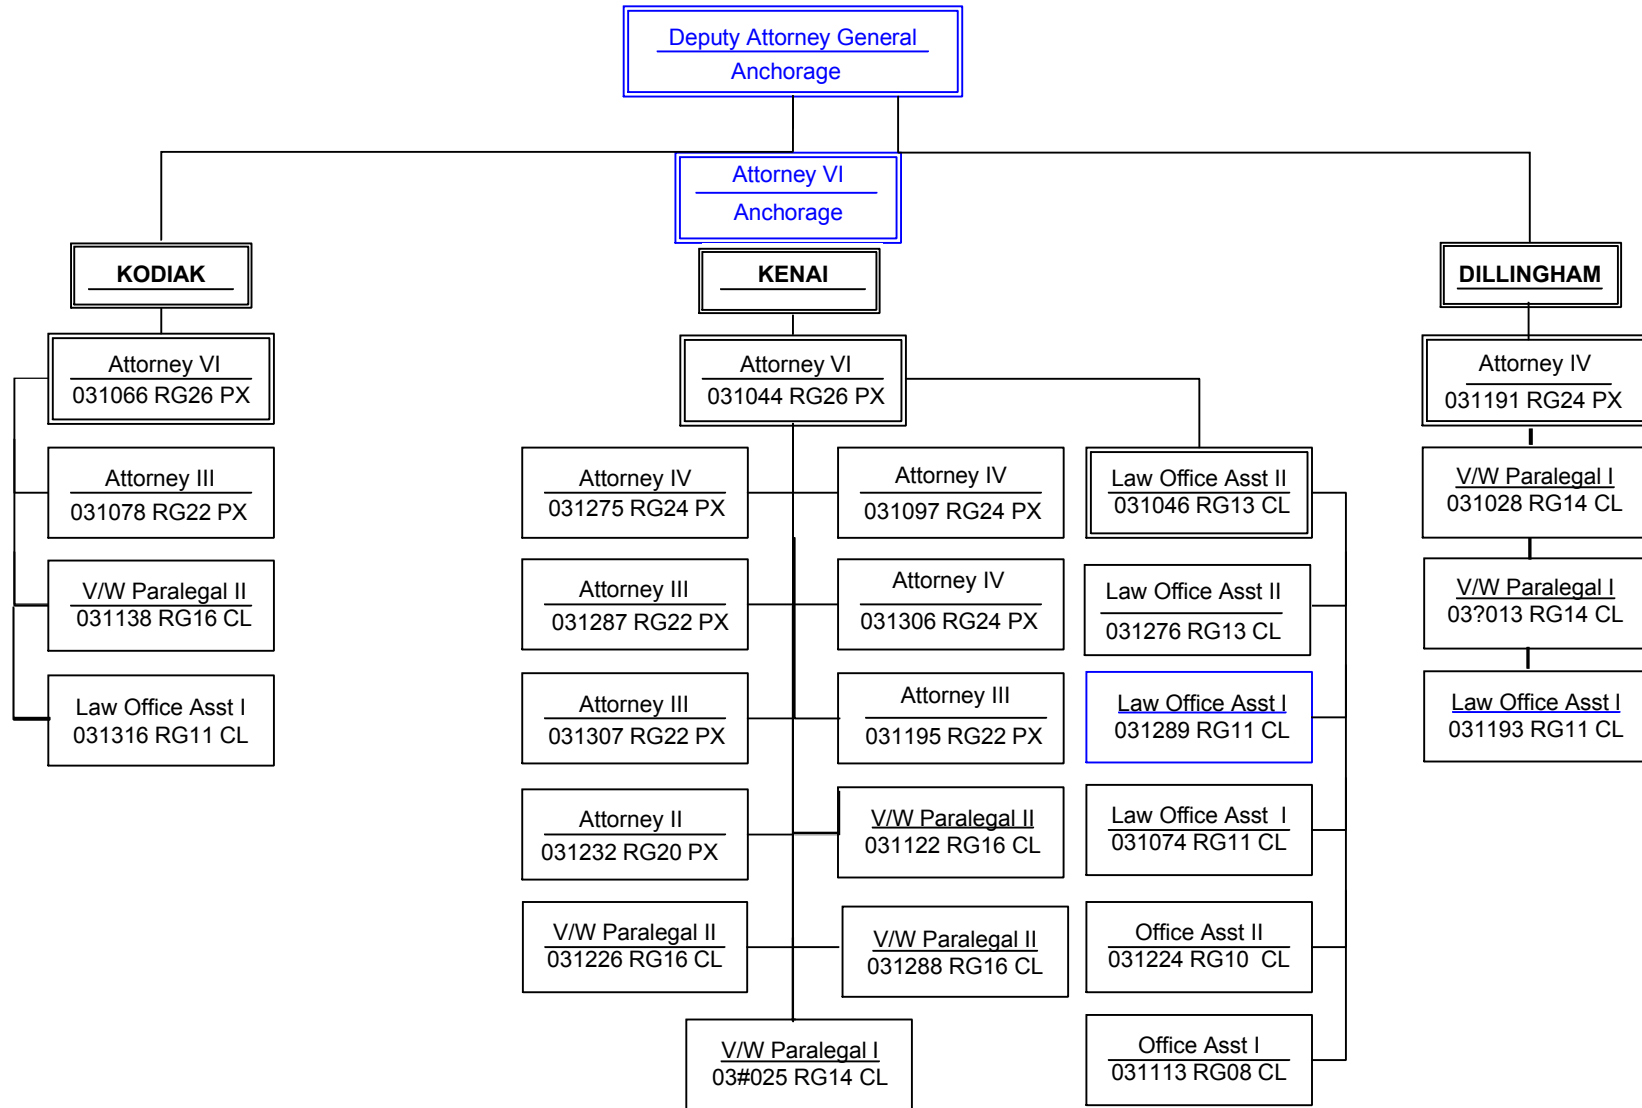 Deputy Attorney General
Anchorage
Attorney VI
Anchorage
KODIAK
Attorney VI
031066 RG26 PX
Attorney III
031078 RG22 PX
V/W Paralegal II
031138 RG16 CL
Law Office Asst I
031316 RG11 CL
KENAI
Attorney VI
031044 RG26 PX
Attorney IV
031275 RG24 PX
Attorney III
031287 RG22 PX
Attorney III
031307 RG22 PX
Attorney II
031232 RG20 PX
V/W Paralegal II
031226 RG16 CL
Attorney IV
031097 RG24 PX
Attorney IV
031306 RG24 PX
Attorney III
031195 RG22 PX
V/W Paralegal II
031122 RG16 CL
V/W Paralegal II
031288 RG16 CL
V/W Paralegal I
03#025 RG14 CL
Law Office Asst II
031046 RG13 CL
Law Office Asst II
031276 RG13 CL
Law Office Asst I
031289 RG11 CL
Law Office Asst  I
031074 RG11 CL
Office Asst II
031224 RG10  CL
Office Asst I
031113 RG08 CL
DILLINGHAM
Attorney IV
031191 RG24 PX
V/W Paralegal I
031028 RG14 CL
V/W Paralegal I
03?013 RG14 CL
Law Office Asst I
031193 RG11 CL